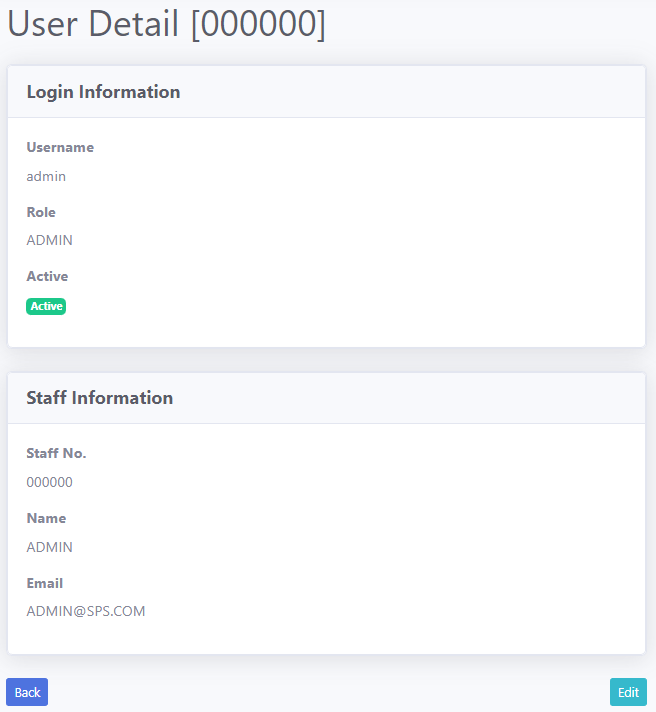 User Detail [000000]
Login Information
Username
admin
Role
ADMIN
Active
Active
Staff Information
Staff No.
000000
Name
ADMIN
Email
ADMIN@SPS.COM
Back
Edit